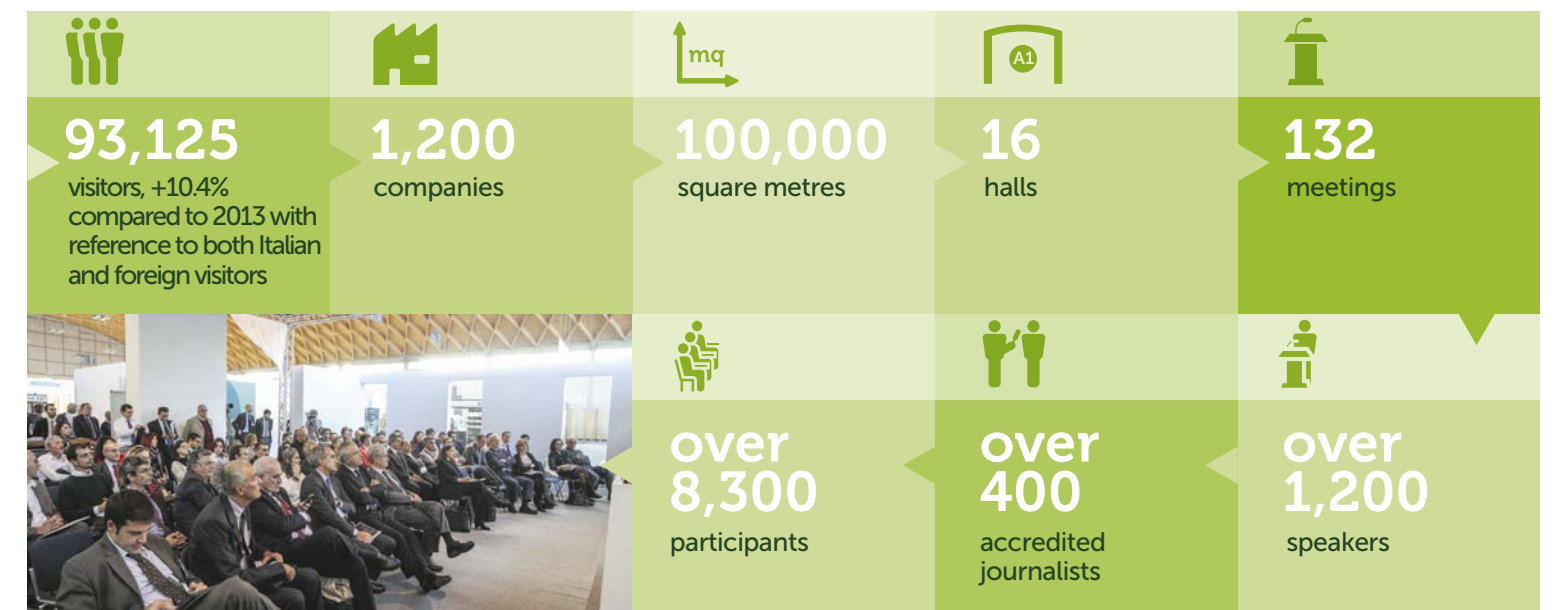 mq
A1
93,125
visitors, +10.4%
compared to 2013 with
reference to both Italian
and foreign visitors
1,200
companies
100,000
square metres
16
halls
132
meetings
over
8,300
participants
over
400
accredited
journalists
over
1,200
speakers